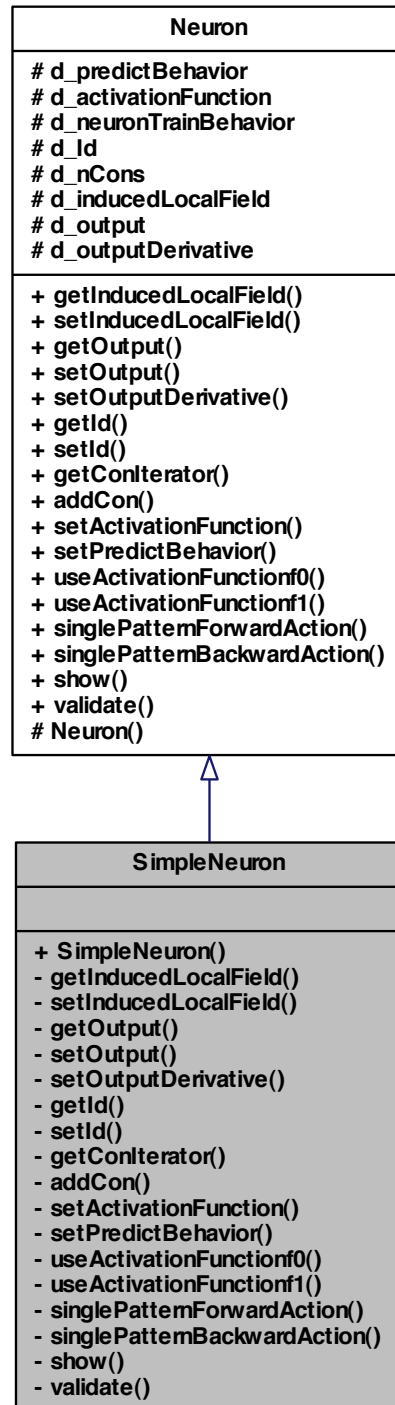 Neuron
# d_predictBehavior
# d_activationFunction
# d_neuronTrainBehavior
# d_Id
# d_nCons
# d_inducedLocalField
# d_output
# d_outputDerivative
+ getInducedLocalField()
+ setInducedLocalField()
+ getOutput()
+ setOutput()
+ setOutputDerivative()
+ getId()
+ setId()
+ getConIterator()
+ addCon()
+ setActivationFunction()
+ setPredictBehavior()
+ useActivationFunctionf0()
+ useActivationFunctionf1()
+ singlePatternForwardAction()
+ singlePatternBackwardAction()
+ show()
+ validate()
# Neuron()
SimpleNeuron
+ SimpleNeuron()
- getInducedLocalField()
- setInducedLocalField()
- getOutput()
- setOutput()
- setOutputDerivative()
- getId()
- setId()
- getConIterator()
- addCon()
- setActivationFunction()
- setPredictBehavior()
- useActivationFunctionf0()
- useActivationFunctionf1()
- singlePatternForwardAction()
- singlePatternBackwardAction()
- show()
- validate()